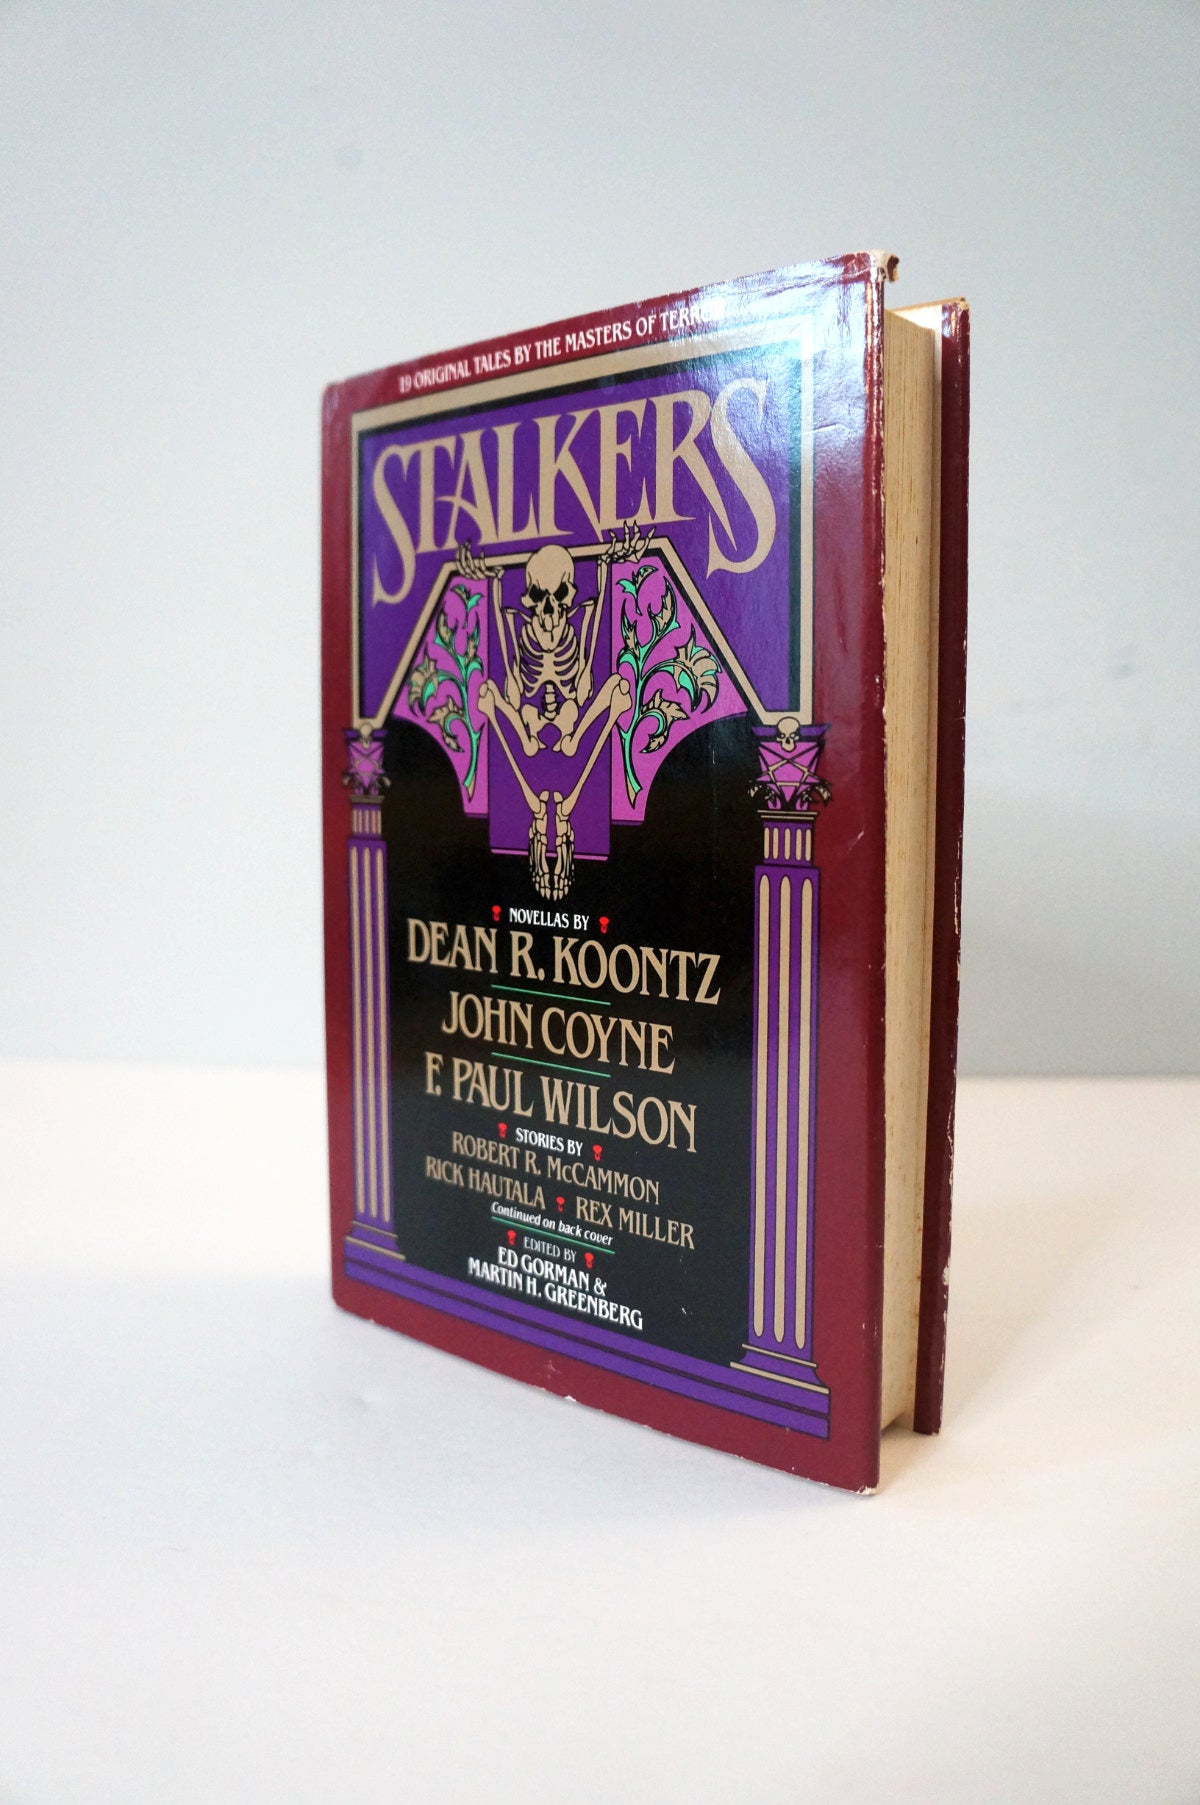 19 ORIGINAL TALES BY THE MASTERS OF TERROR
STALKERS
NOVELLAS BY
DEAN R. KOONTZ
JOHN COYNE
F. PAUL WILSON
STORIES BY
ROBERT R. McCAMMON
RICK HAUTALA REX MILLER
Continued on back cover
EDITED BY
ED GORMAN &
MARTIN H. GREENBERG